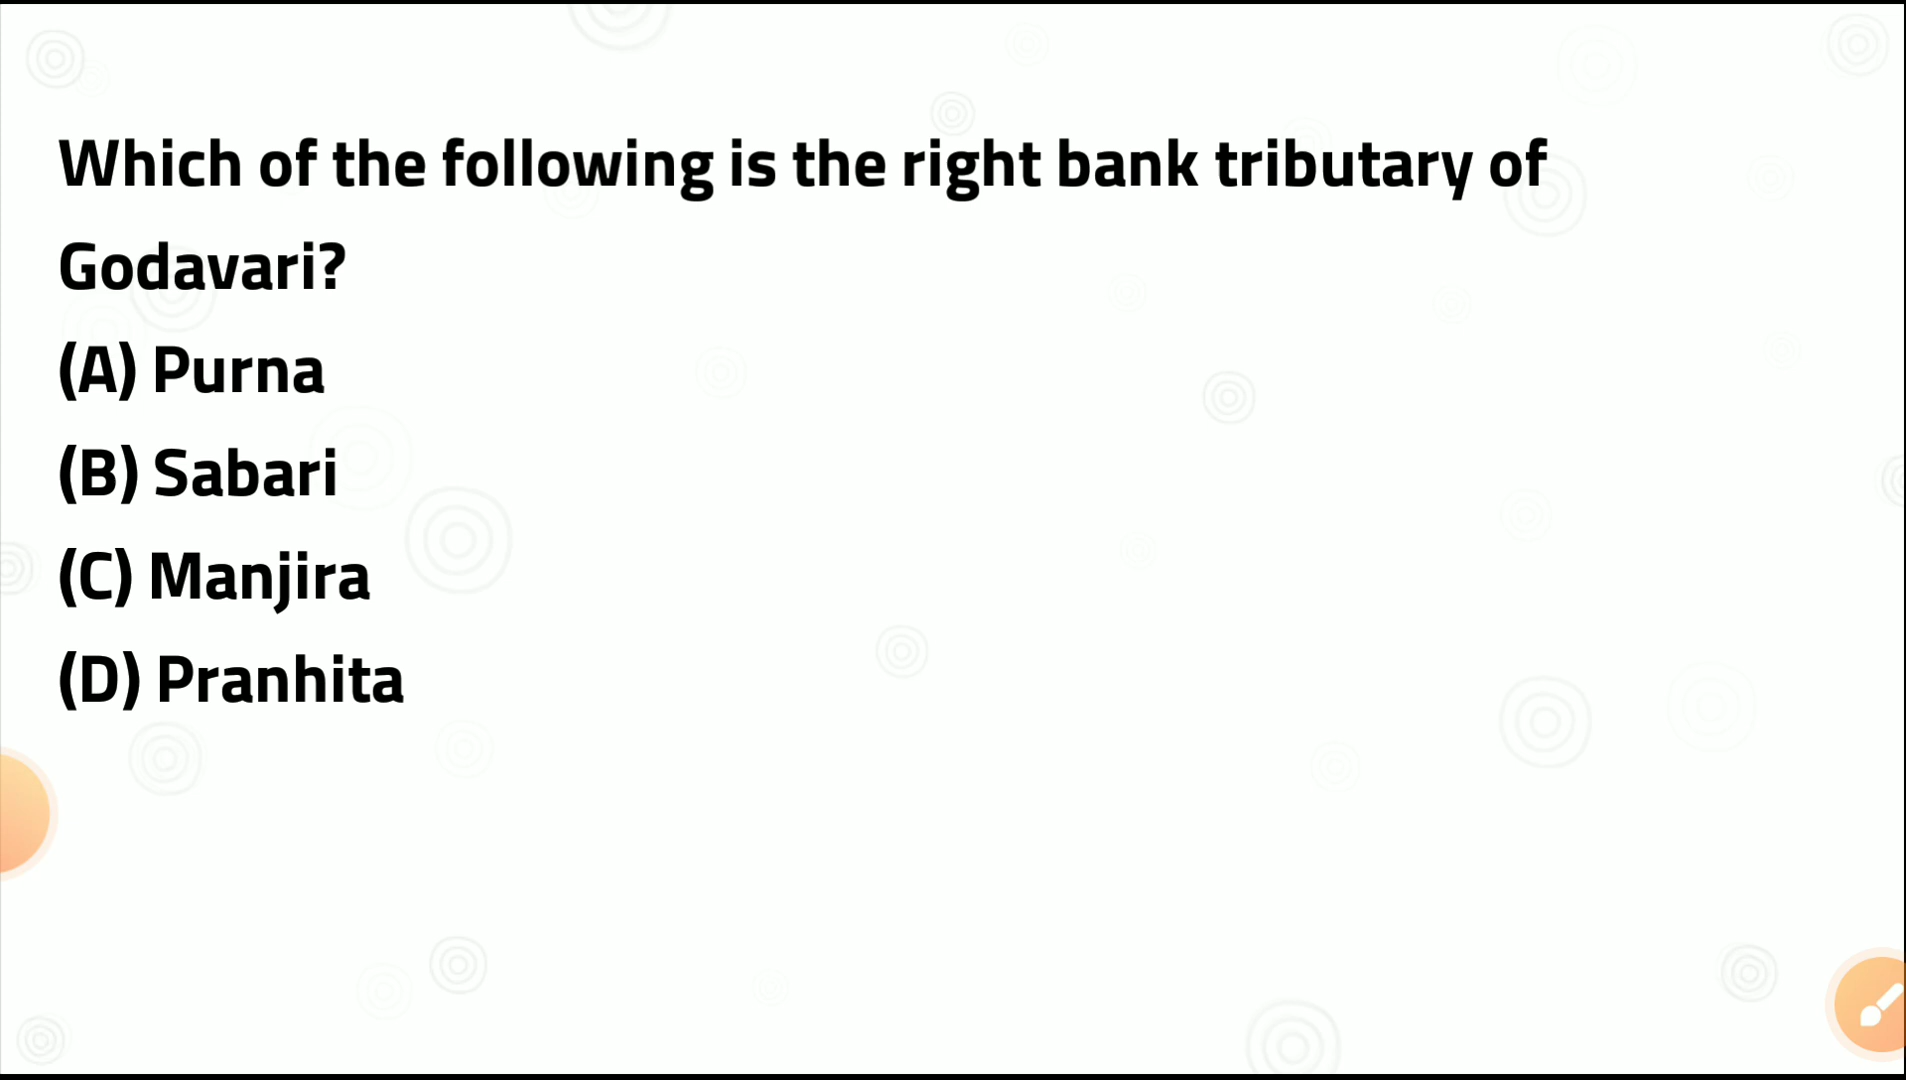 Which of the following is the right bank tributary of
Godavari?
(A) Purna
(B) Sabari
(C) Manjira
(D) Pranhita